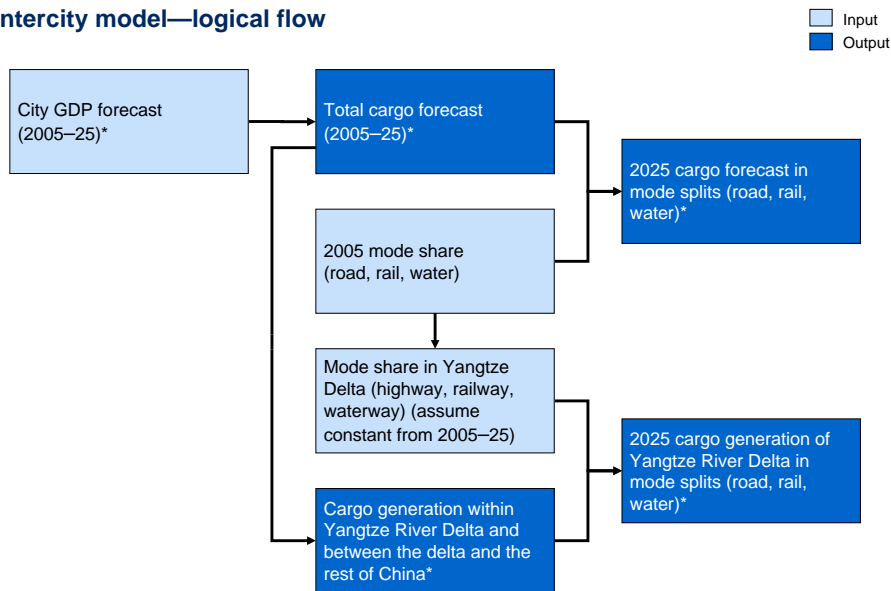 ntercity model—logical flow
Input
Output
City GDP forecast
(2005–25)*
Total cargo forecast
(2005–25)*
2025 cargo forecast in
mode splits (road, rail,
water)*
2005 mode share
(road, rail, water)
Mode share in Yangtze
Delta (highway, railway,
waterway) (assume
constant from 2005–25)
2025 cargo generation of
Yangtze River Delta in
mode splits (road, rail,
water)*
Cargo generation within
Yangtze River Delta and
between the delta and the
rest of China*